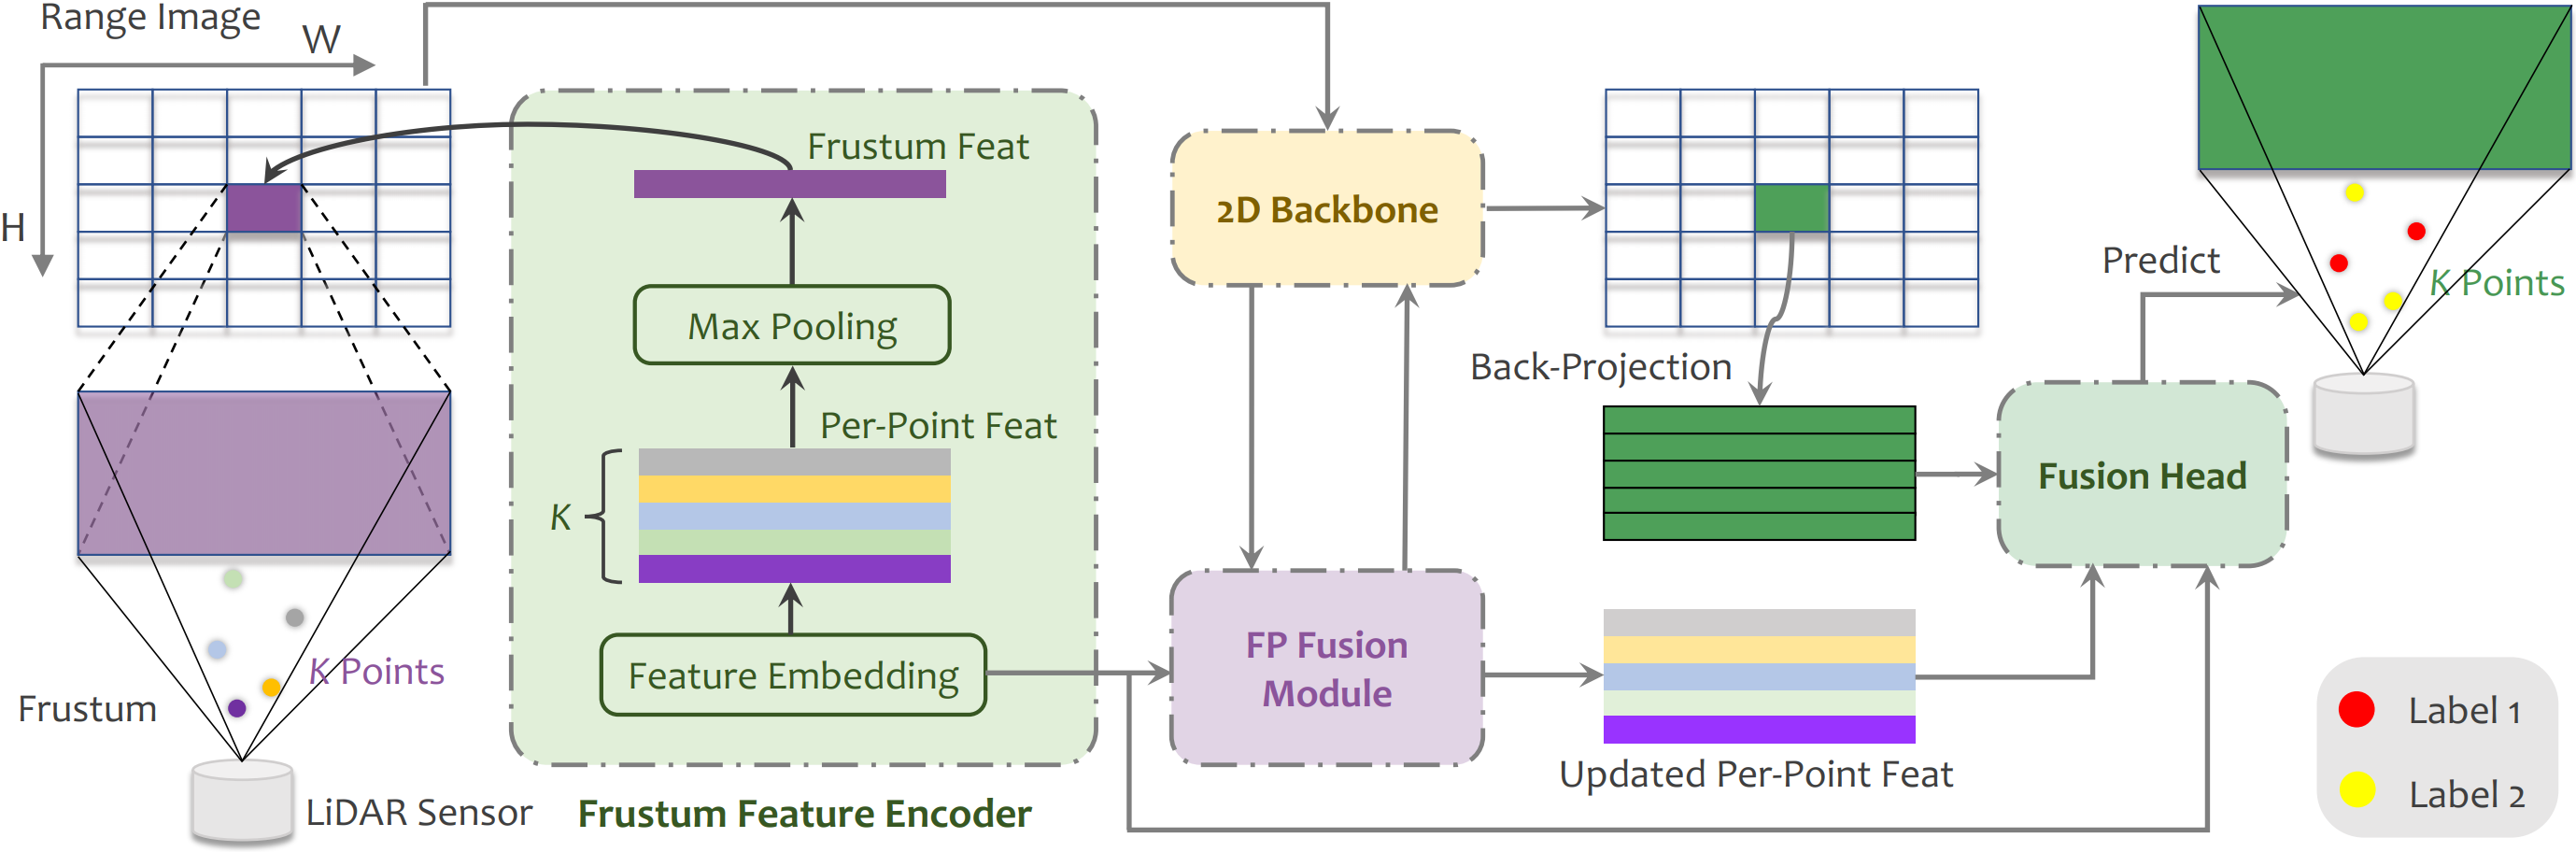 Range Image
W
H
K Points
Frustum
LiDAR Sensor
Frustum Feat
Max Pooling
Per-Point Feat
K
Feature Embedding
Frustum Feature Encoder
2D Backbone
FP Fusion
Module
Back-Projection
Updated Per-Point Feat
Fusion Head
Predict
K Points
Label 1
Label 2